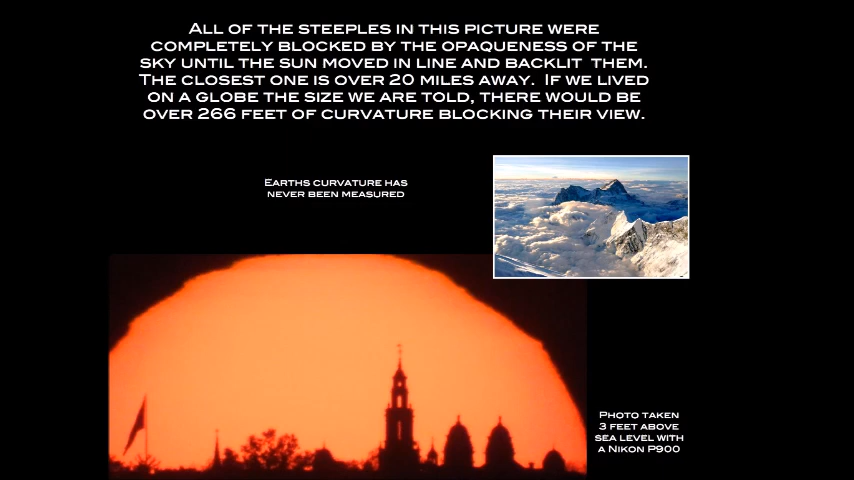 All of the steeples in this picture were
completely blocked by the opaqueness of the
sky until the sun moved in line and backlit them.
The closest one is over 20 miles away. If we lived
on a globe the size we are told, there would be
over 266 feet of curvature blocking their view.
Earths curvature has
never been measured
Photo taken
3 feet above
sea level with
a Nikon P900